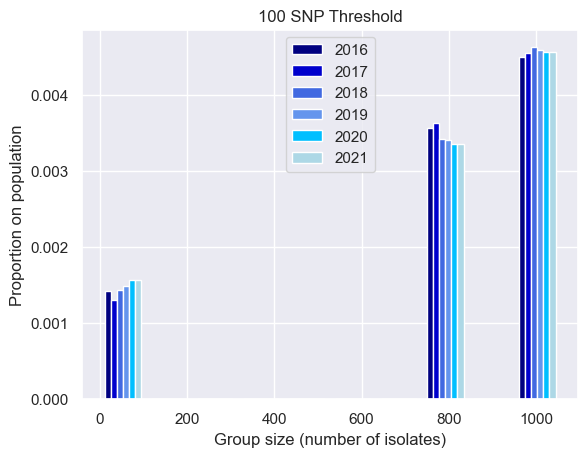 100 SNP Threshold
2016
2017
2018
2019
2020
2021
Proportion on population
0.004
0.003
0.002
0.001
0.000
0 200 400 600 800 1000
Group size (number of isolates)